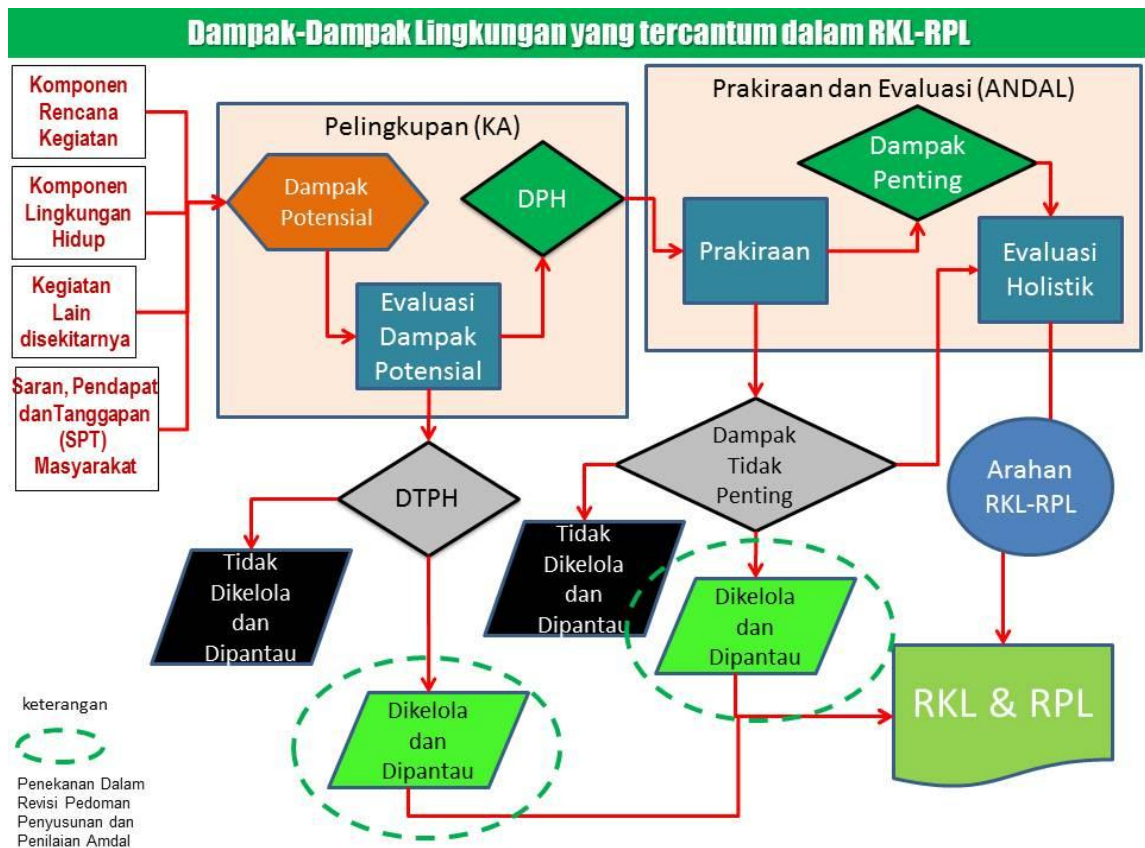 Dampak-Dampak Lingkungan yang tercantum dalam RKL-RPL
Komponen
Rencana
Kegiatan
Komponen
Lingkungan
Hidup
Kegiatan
Lain
disekitarnya
Saran, Pendapat
danTanggapan
(SPT)
Masyarakat
Pelingkupan (KA)
Dampak
Potensial
DPH
Evaluasi
Dampak
Potensial
DTPH
Tidak
Dikelola
dan
Dipantau
Dikelola
dan
Dipantau
Prakiraan dan Evaluasi (ANDAL)
Dampak
Penting
Prakiraan
Evaluasi
Holistik
Dampak
Tidak
Penting
Tidak
Dikelola
dan
Dipantau
Dikelola
dan
Dipantau
Arahan
RKL-RPL
RKL & RPL
keterangan
Penekanan Dalam
Revisi Pedoman
Penyusunan dan
Penilaian Amdal